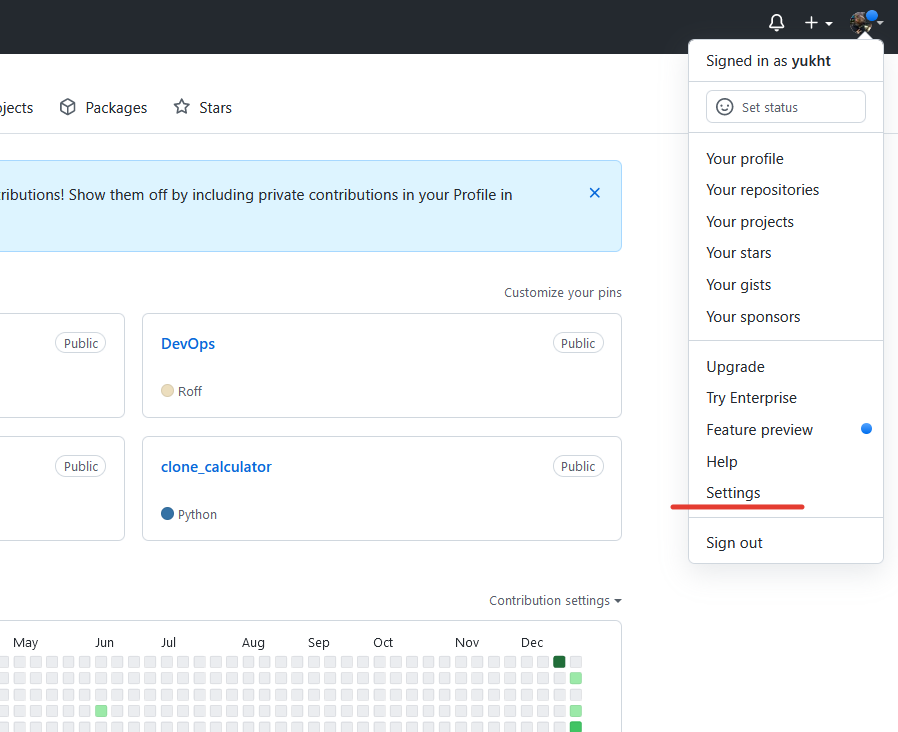 Signed in as yukht
Set status
Your profile
Your repositories
Your projects
Your stars
Your gists
Your sponsors
Upgrade
Try Enterprise
Feature preview
Help
Settings
Sign out
jects Packages Stars
ributions! Show them off by including private contributions in your Profile in
Customize your pins
Public
DevOps Public
Roff
Public
clone_calculator Public
Python
Contribution settings
May Jun Jul Aug Sep Oct Nov Dec